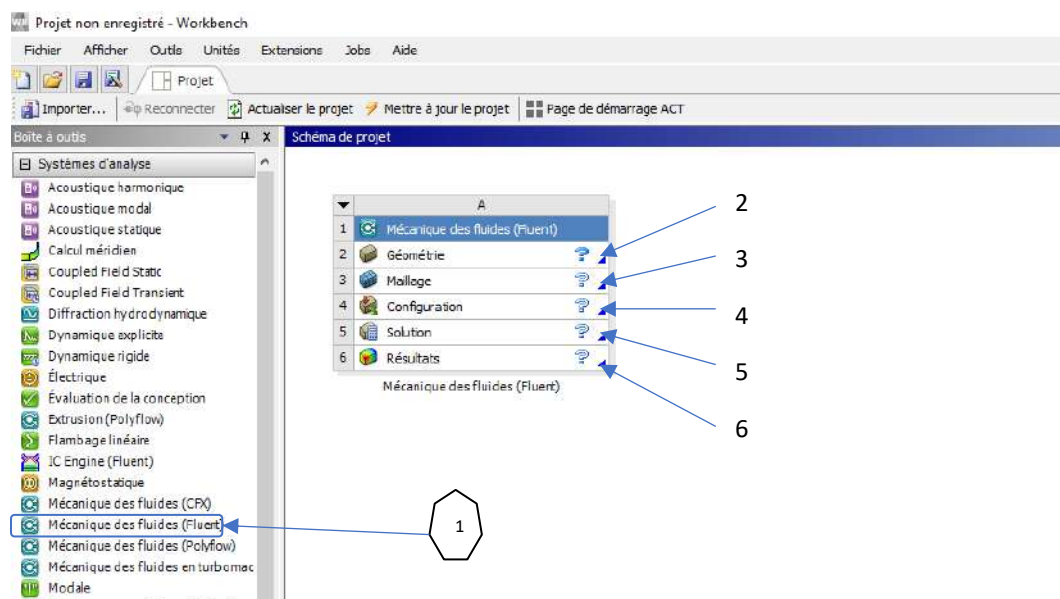 Projet non enregistré - Workbench
Fichier Afficher Outils Unités Extensions Jobs Aide
Projet
Importer... Reconnecter Actualiser le projet Mettre à jour le projet Page de démarrage ACT
Boîte à outils
Schéma de projet
Systèmes d'analyse
Acoustique harmonique
Acoustique modal
Acoustique statique
Calcul méridien
Coupled Field Static
Coupled Field Transient
Diffraction hydrodynamique
Dynamique explicite
Dynamique rigide
Électrique
Évaluation de la conception
Extrusion (Polyflow)
Flambage linéaire
IC Engine (Fluent)
Magnétostatique
Mécanique des fluides (CFX)
Mécanique des fluides (Fluent)
Mécanique des fluides (Polyflow)
Mécanique des fluides en turbomac
Modale
A
1 Mécanique des fluides (Fluent)
2 Géométrie ?
3 Maillage ?
4 Configuration ?
5 Solution ?
6 Résultats ?
Mécanique des fluides (Fluent)
2
3
4
5
6
1